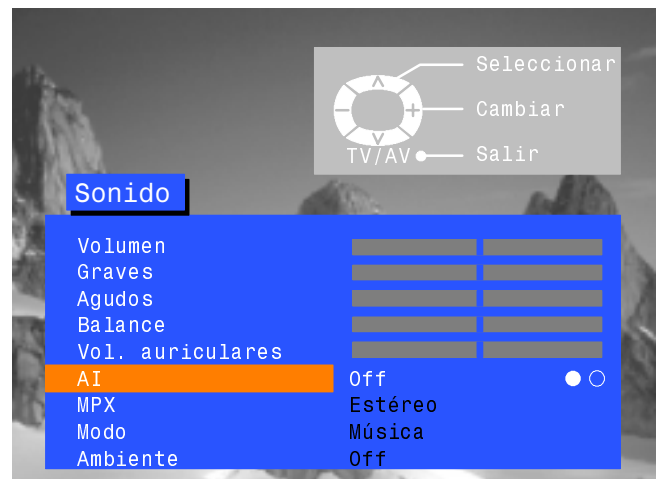 Seleccionar
Cambiar
TV/AV Salir
Sonido
Volumen
Graves
Agudos
Balance
Vol. auriculares
AI Off
MPX Estéreo
Modo Música
Ambiente Off